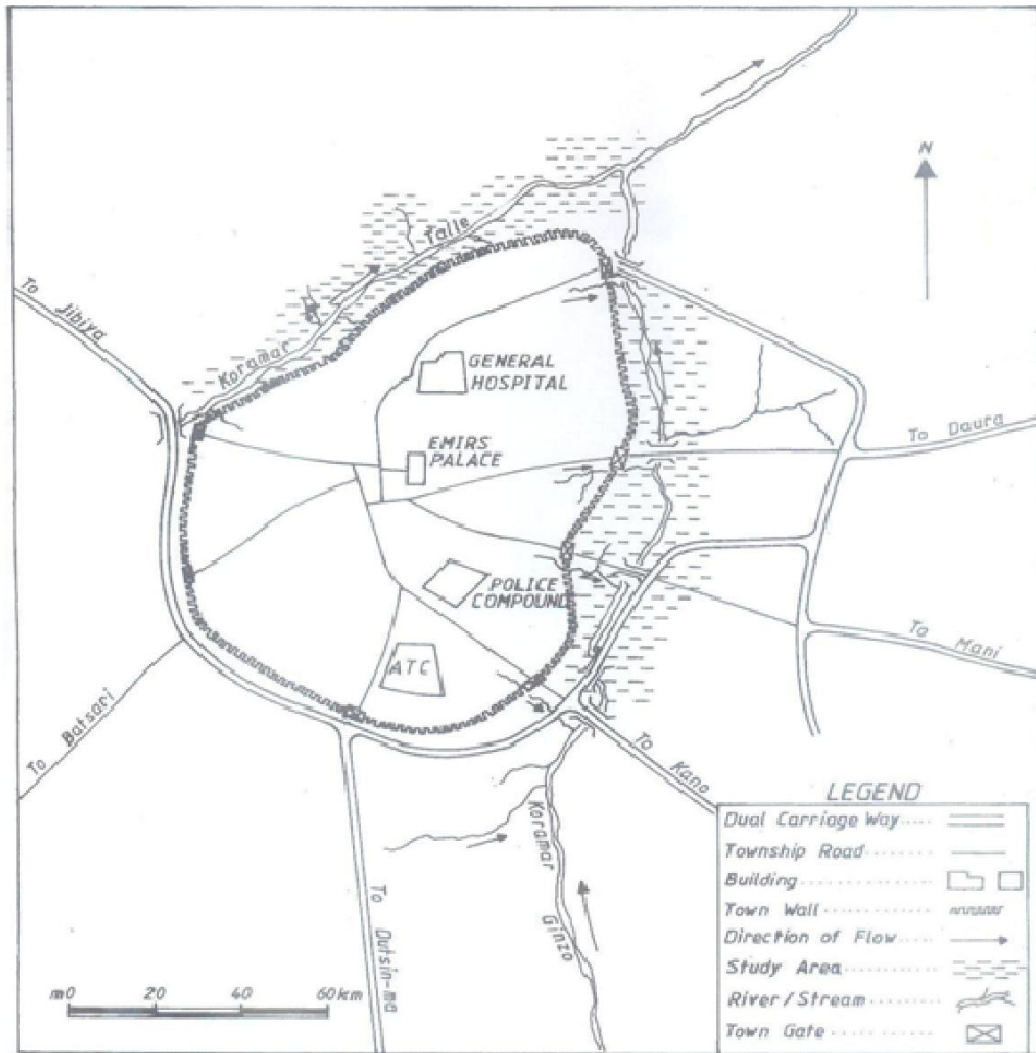 N
Talle
Koramar
To Jibiya
GENERAL
HOSPITAL
EMIRS
PALACE
To Daura
POLICE
COMPOUND
To Mani
ATC
To Batsari
To Kano
Koramar
Ginzo
To Dutsin-ma
LEGEND
Dual Carriage Way
Township Road
Building
Town Wall
Direction of Flow
Study Area
River/Stream
Town Gate
m0 20 40 60km